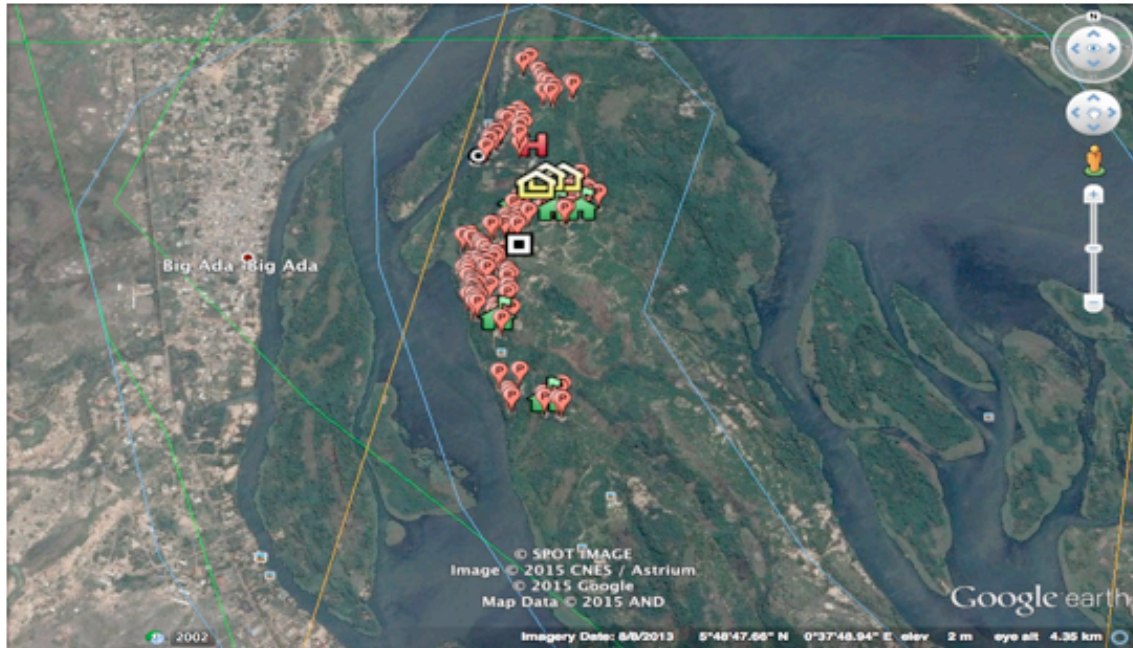 N
H
Big Ada Big Ada
© SPOT IMAGE
Image © 2015 CNES / Astrium
© 2015 Google
Map Data © 2015 AND
Google earth
2002
Imagery Date: 8/8/2013 5°48'47.66" N 0°37'48.94" E elev 2 m eye alt 4.35 km